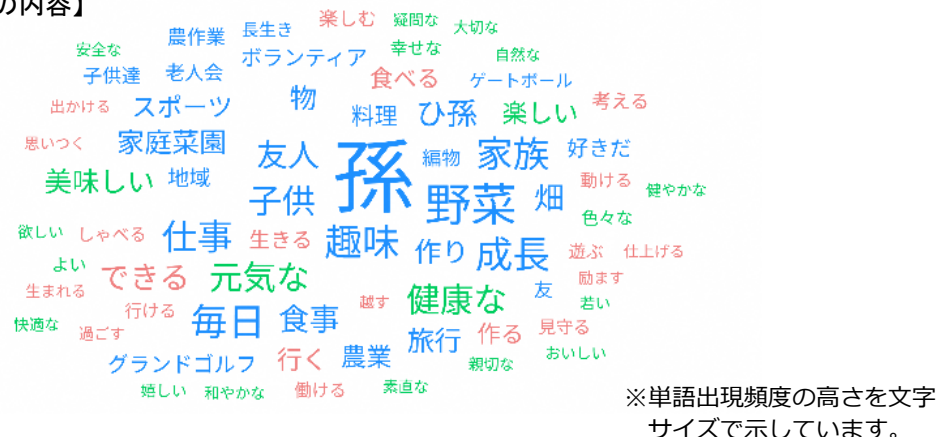 の内容】
楽しむ 疑問な 大切な
農作業 長生き
安全な ボランティア 幸せな 自然な
子供達 老人会 食べる ゲートボール
出かける スポーツ 物 料理 ひ孫 楽しい 考える
思いつく 家庭菜園 友人 孫 編物 家族 好きだ
美味しい 地域 動ける 健やかな
子供 野菜 畑 色々な
欲しい しゃべる 仕事 生きる 趣味 作り 成長 遊ぶ 仕上げる
よい できる 元気な 励ます
生まれる 越す 健康な 友 若い
行ける
快適な 過ごす 毎日 食事 旅行 作る 見守る
グランドゴルフ 行く 農業 親切な おいしい
嬉しい 和やかな 働ける 素直な
※単語出現頻度の高さを文字
サイズで示しています。